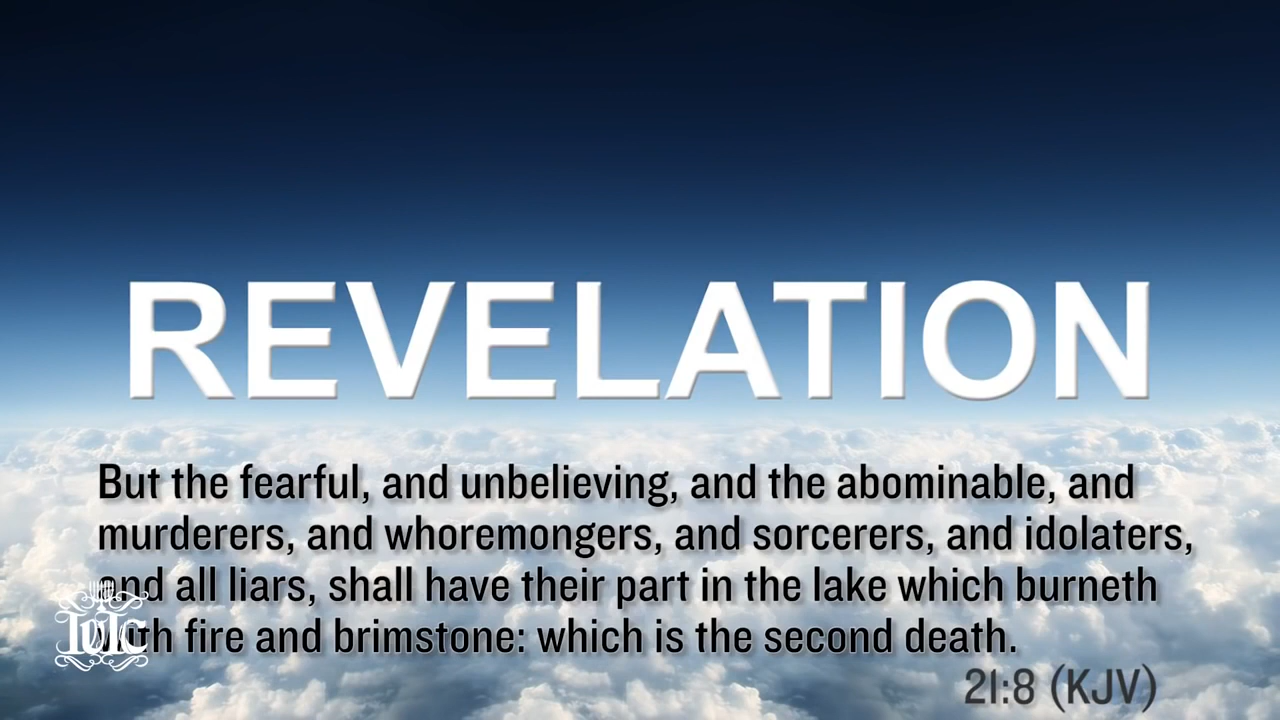 REVELATION
But the fearful, and unbelieving, and the abominable, and
murderers, and whoremongers, and sorcerers, and idolaters,
and all liars, shall have their part in the lake which burneth
with fire and brimstone: which is the second death.
21:8 (KJV)